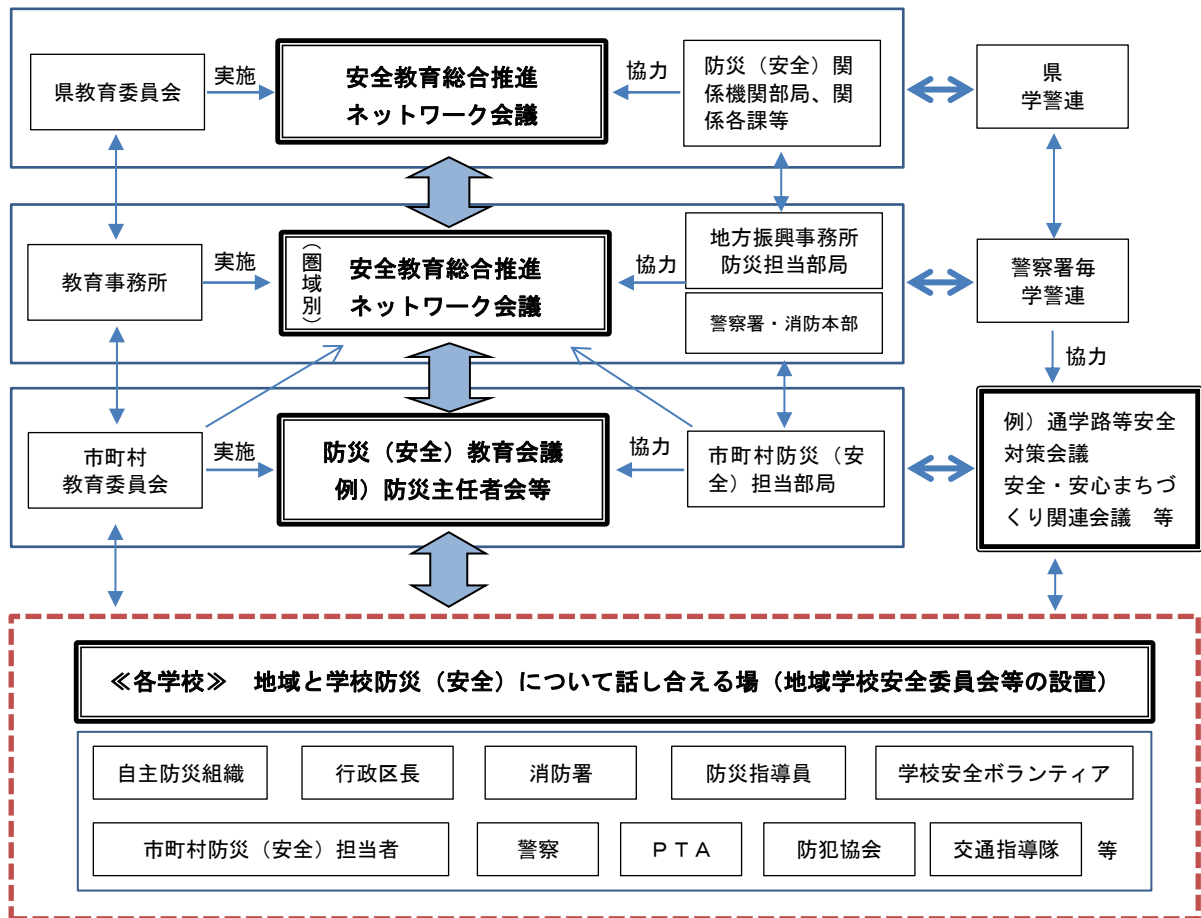 県教育委員会
実施
安全教育総合推進
ネットワーク会議
協力
防災（安全）関
係機関部局、関
係各課等
県
学警連
教育事務所
実施
（圏域別）
安全教育総合推進
ネットワーク会議
協力
地方振興事務所
防災担当部局
警察署・消防本部
警察署毎
学警連
協力
市町村
教育委員会
実施
防災（安全）教育会議
例）防災主任者会等
協力
市町村防災（安
全）担当部局
例）通学路等安全
対策会議
安全・安心まちづ
くり関連会議　等
≪各学校≫　地域と学校防災（安全）について話し合える場（地域学校安全委員会等の設置）
自主防災組織
行政区長
消防署
防災指導員
学校安全ボランティア
市町村防災（安全）担当者
警察
ＰＴＡ
防犯協会
交通指導隊
等